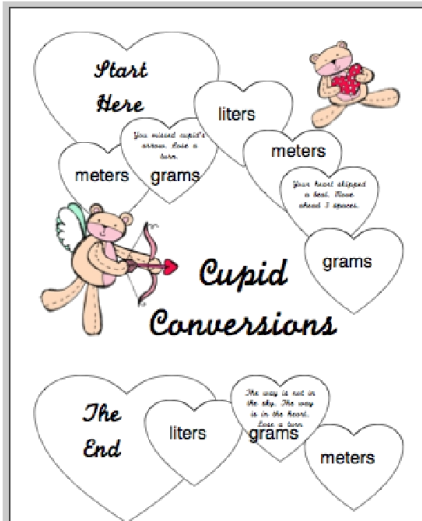 Start
Here
liters
You missed cupid's
arrow. Lose a
turn.
meters
grams
meters
Your heart skipped
a beat. Move
ahead 3 spaces.
grams
Cupid
Conversions
The
End
liters
The way is not in
the sky. The way
is in the heart.
Lose a turn
grams
meters